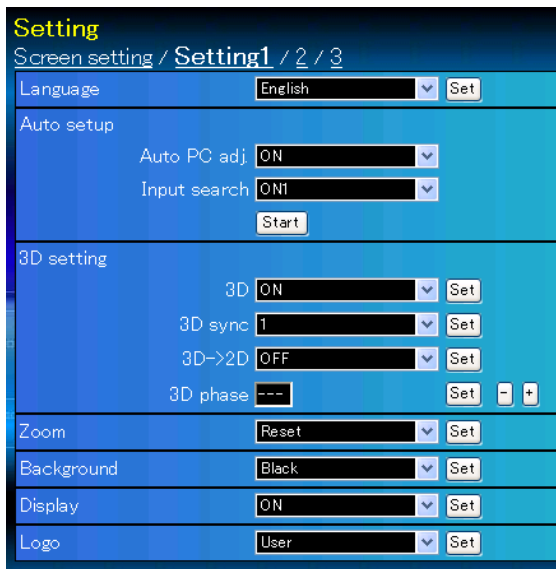 Setting
Screen setting / Setting1 / 2 / 3
Language English Set
Auto setup
Auto PC adj. ON
Input search ON1
Start
3D setting
3D ON Set
3D sync 1 Set
3D->2D OFF Set
3D phase --- Set - +
Zoom Reset Set
Background Black Set
Display ON Set
Logo User Set